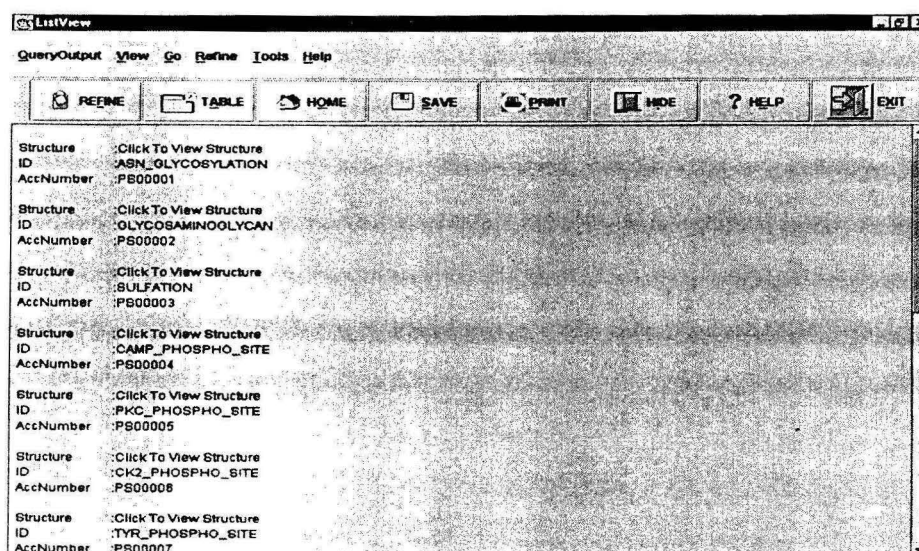 ListView
QueryOutput View Go Refine Tools Help
REFINE TABLE HOME SAVE PRINT HIDE ? HELP EXIT
Structure :Click To View Structure
ID :ASN_GLYCOSYLATION
AccNumber :PS00001
Structure :Click To View Structure
ID :GLYCOSAMINOGLYCAN
AccNumber :PS00002
Structure :Click To View Structure
ID :SULFATION
AccNumber :PS00003
Structure :Click To View Structure
ID :CAMP_PHOSPHO_SITE
AccNumber :PS00004
Structure :Click To View Structure
ID :PKC_PHOSPHO_SITE
AccNumber :PS00005
Structure :Click To View Structure
ID :CK2_PHOSPHO_SITE
AccNumber :PS00006
Structure :Click To View Structure
ID :TYR_PHOSPHO_SITE
AccNumber :PS00007